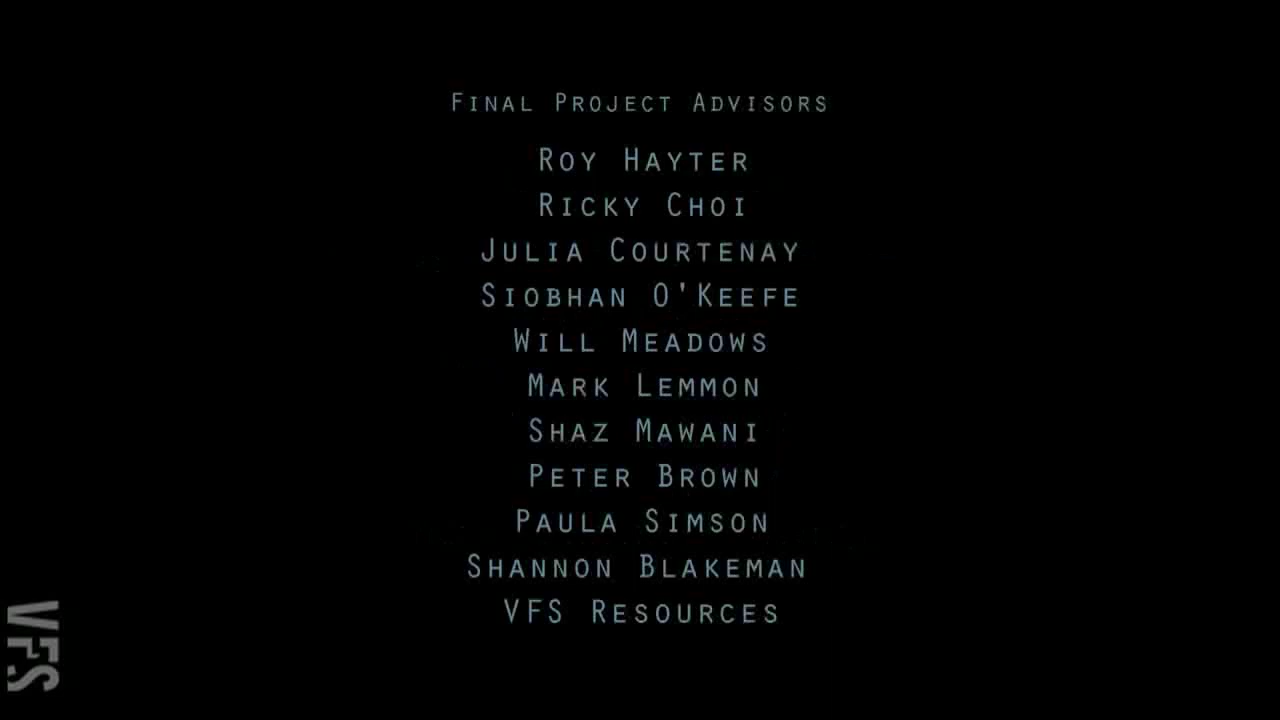 Final Project Advisors
Roy Hayter
Ricky Choi
Julia Courtenay
Siobhan O'Keefe
Will Meadows
Mark Lemmon
Shaz Mawani
Peter Brown
Paula Simson
Shannon Blakeman
VFS Resources
VFS